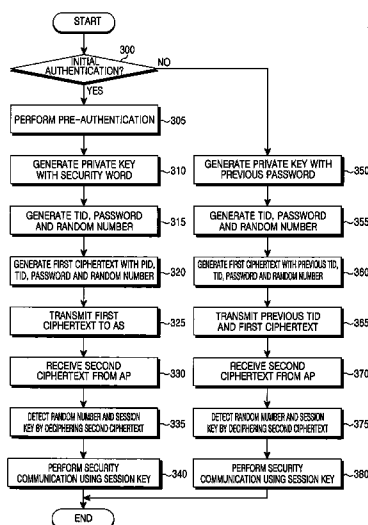 START
300
INITIAL
AUTHENTICATION?
NO
YES
PERFORM PRE-AUTHENTICATION
305
GENERATE PRIVATE KEY
WITH SECURITY WORD
310
GENERATE TID, PASSWORD
AND RANDOM NUMBER
315
GENERATE FIRST CIPHERTEXT WITH PID,
TID, PASSWORD AND RANDOM NUMBER
320
TRANSMIT FIRST
CIPHERTEXT TO AS
325
RECEIVE SECOND
CIPHERTEXT FROM AP
330
DETECT RANDOM NUMBER AND SESSION
KEY BY DECIPHERING SECOND CIPHERTEXT
335
PERFORM SECURITY
COMMUNICATION USING SESSION KEY
340
GENERATE PRIVATE KEY WITH
PREVIOUS PASSWORD
350
GENERATE TID, PASSWORD
AND RANDOM NUMBER
355
GENERATE FIRST CIPHERTEXT WITH PREVIOUS TID,
TID, PASSWORD AND RANDOM NUMBER
360
TRANSMIT PREVIOUS TID
AND FIRST CIPHERTEXT
365
RECEIVE SECOND
CIPHERTEXT FROM AP
370
DETECT RANDOM NUMBER AND SESSION
KEY BY DECIPHERING SECOND CIPHERTEXT
375
PERFORM SECURITY
COMMUNICATION USING SESSION KEY
380
END